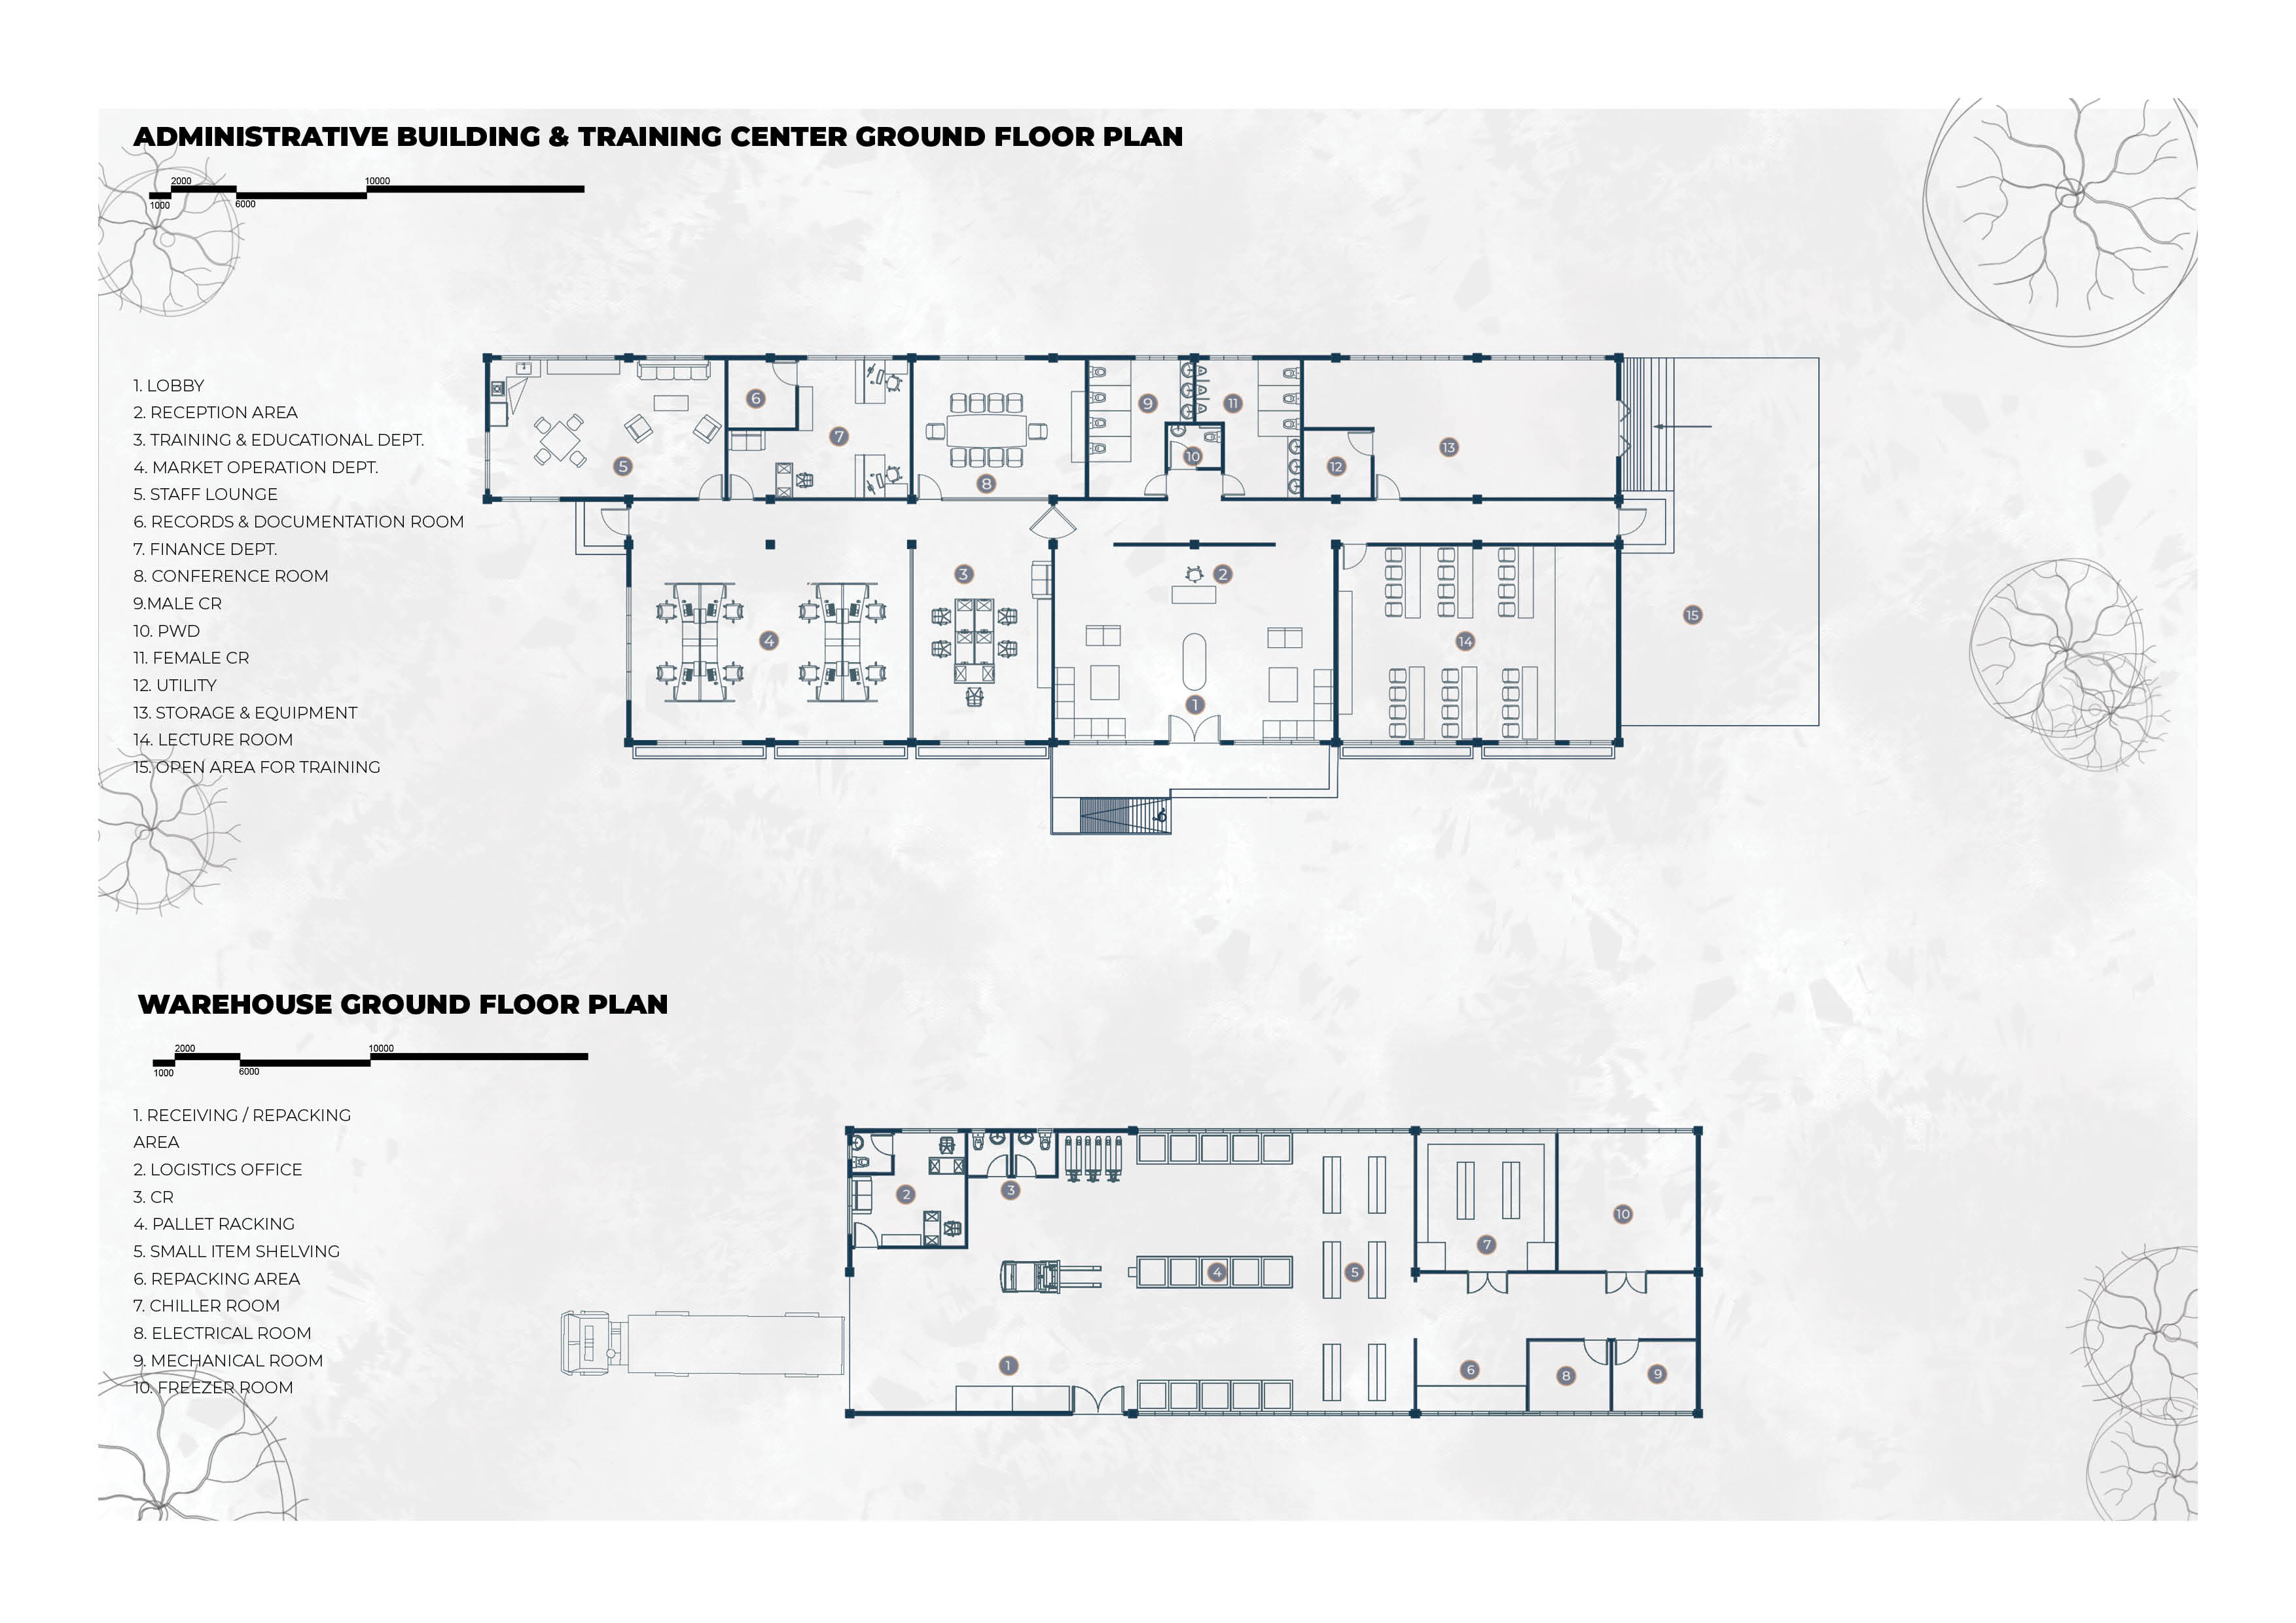 ADMINISTRATIVE BUILDING & TRAINING CENTER GROUND FLOOR PLAN
2000
10000
1000
6000
1. LOBBY
2. RECEPTION AREA
3. TRAINING & EDUCATIONAL DEPT.
4. MARKET OPERATION DEPT.
5. STAFF LOUNGE
6. RECORDS & DOCUMENTATION ROOM
7. FINANCE DEPT.
8. CONFERENCE ROOM
9.MALE CR
10. PWD
11. FEMALE CR
12. UTILITY
13. STORAGE & EQUIPMENT
14. LECTURE ROOM
15. OPEN AREA FOR TRAINING
6
9
11
7
13
10
5
12
8
3
2
15
4
14
1
WAREHOUSE GROUND FLOOR PLAN
2000
10000
1000
6000
1. RECEIVING / REPACKING
AREA
2. LOGISTICS OFFICE
3. CR
4. PALLET RACKING
5. SMALL ITEM SHELVING
6. REPACKING AREA
7. CHILLER ROOM
8. ELECTRICAL ROOM
9. MECHANICAL ROOM
10. FREEZER ROOM
3
2
10
7
4
5
1
6
8
9